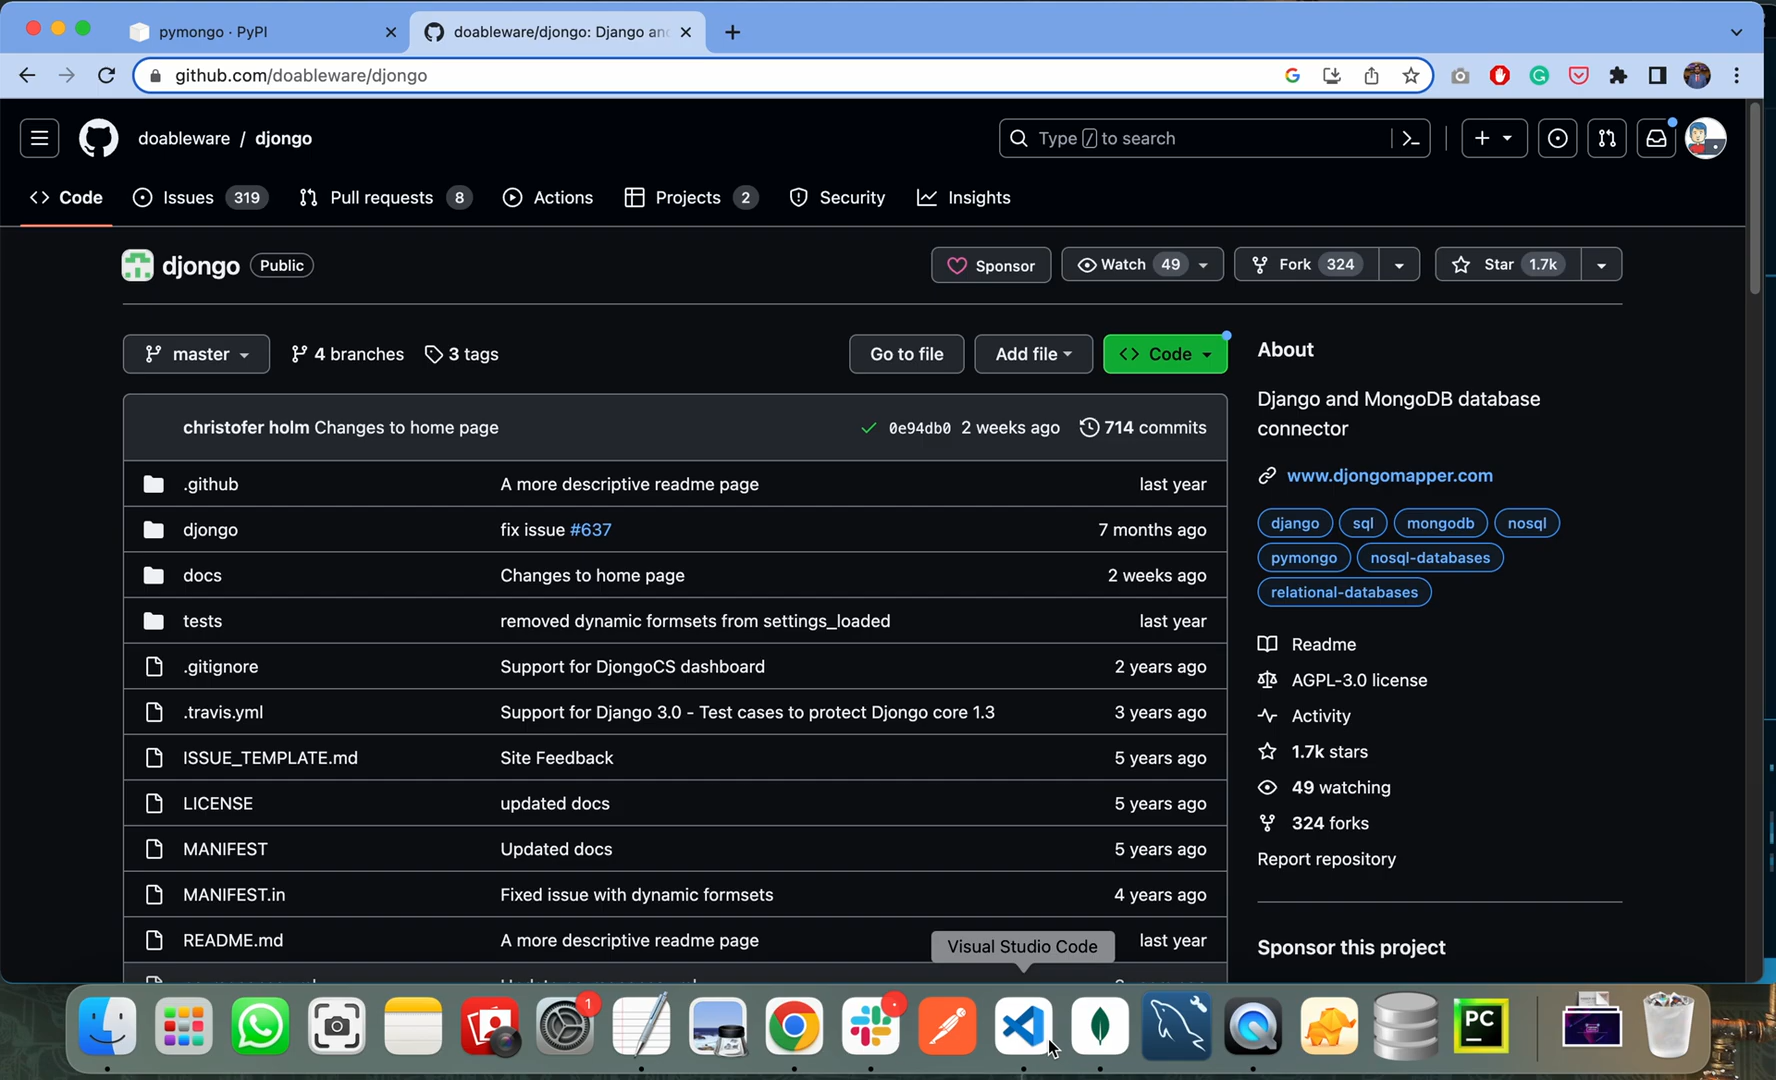 pymongo · PyPI
doableware/djongo: Django an
github.com/doableware/djongo
doableware / djongo
Type / to search
Code
Issues 319
Pull requests 8
Actions
Projects 2
Security
Insights
djongo Public
Sponsor
Watch 49
Fork 324
Star 1.7k
master
4 branches
3 tags
Go to file
Add file
Code
christofer holm Changes to home page
0e94db0 2 weeks ago
714 commits
.github A more descriptive readme page last year
djongo fix issue #637 7 months ago
docs Changes to home page 2 weeks ago
tests removed dynamic formsets from settings_loaded last year
.gitignore Support for DjongoCS dashboard 2 years ago
.travis.yml Support for Django 3.0 - Test cases to protect Djongo core 1.3 3 years ago
ISSUE_TEMPLATE.md Site Feedback 5 years ago
LICENSE updated docs 5 years ago
MANIFEST Updated docs 5 years ago
MANIFEST.in Fixed issue with dynamic formsets 4 years ago
README.md A more descriptive readme page last year
About
Django and MongoDB database
connector
www.djongomapper.com
django sql mongodb nosql
pymongo nosql-databases
relational-databases
Readme
AGPL-3.0 license
Activity
1.7k stars
49 watching
324 forks
Report repository
Sponsor this project
Visual Studio Code
1
PC